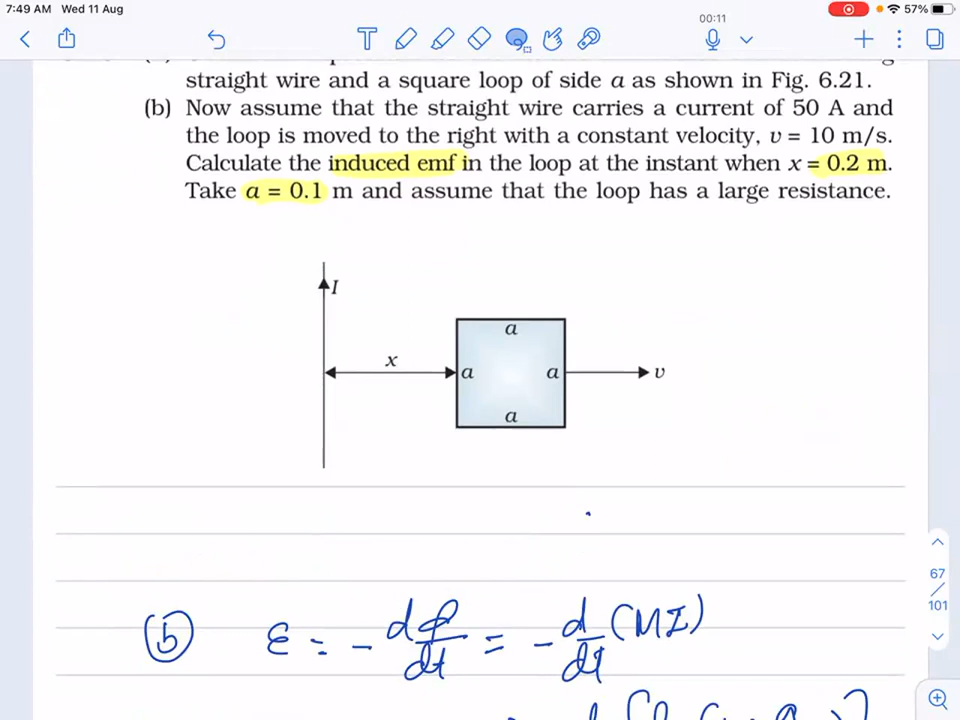 7:49 AM Wed 11 Aug
57%
00:11
straight wire and a square loop of side a as shown in Fig. 6.21.
(b) Now assume that the straight wire carries a current of 50 A and
the loop is moved to the right with a constant velocity, v = 10 m/s.
Calculate the induced emf in the loop at the instant when x = 0.2 m.
Take a = 0.1 m and assume that the loop has a large resistance.
I
a
x
a a v
a
67
/
101
(b) ε = - dφ/dt = - d/dt (MI)